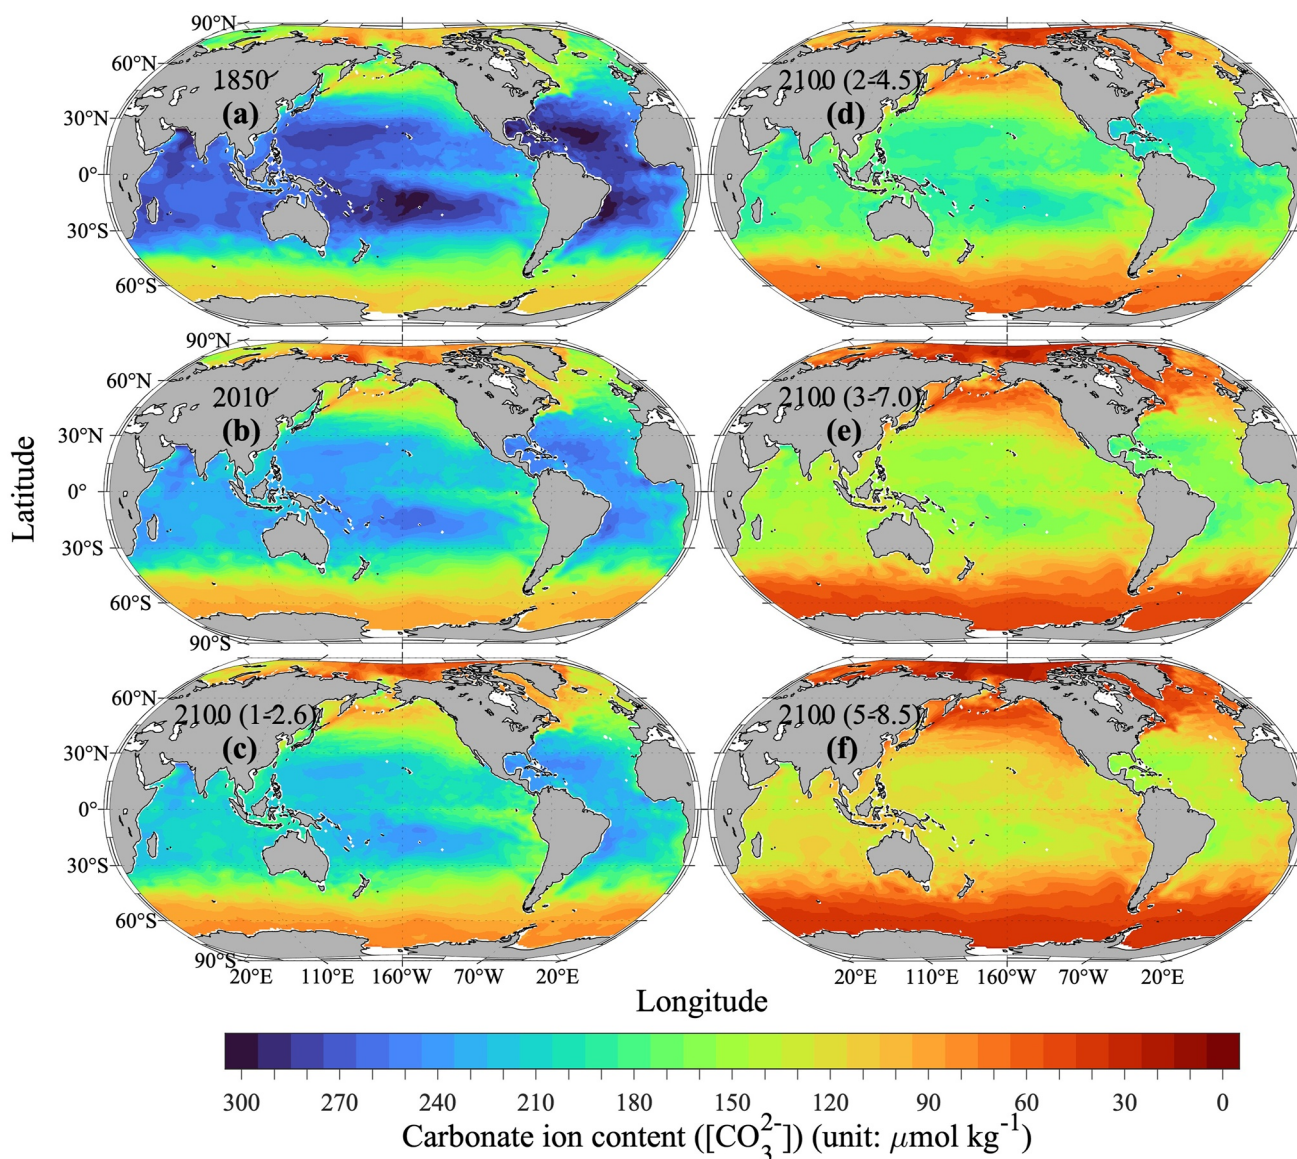 90°N
60°N
30°N
0°
30°S
60°S
1850
(a)
2100 (2-4.5)
(d)
90°N
60°N
30°N
0°
30°S
60°S
90°S
2010
(b)
2100 (3-7.0)
(e)
Latitude
60°N
30°N
0°
30°S
60°S
90°S
2100 (1-2.6)
(c)
2100 (5-8.5)
(f)
20°E 110°E 160°W 70°W 20°E 20°E 110°E 160°W 70°W 20°E
Longitude
300 270 240 210 180 150 120 90 60 30 0
Carbonate ion content ([CO₃²⁻]) (unit: μmol kg⁻¹)